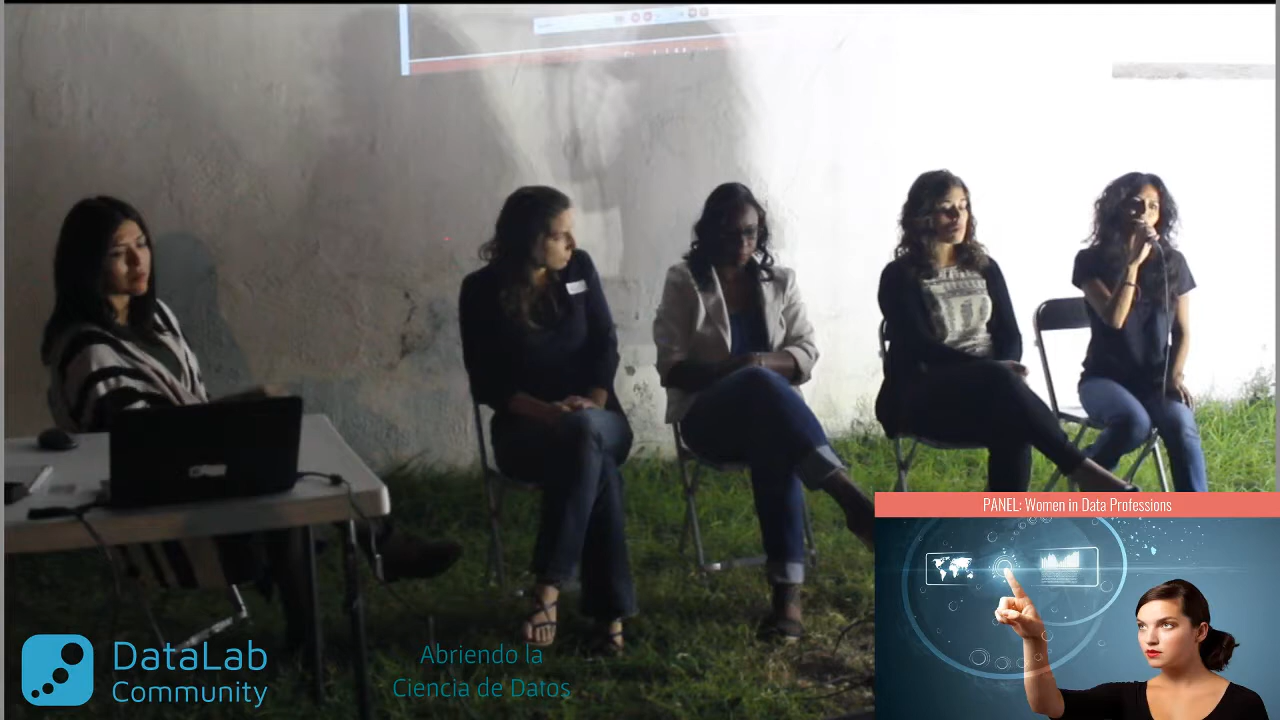 PANEL: Women in Data Professions
DataLab
Community
Abriendo la
Ciencia de Datos